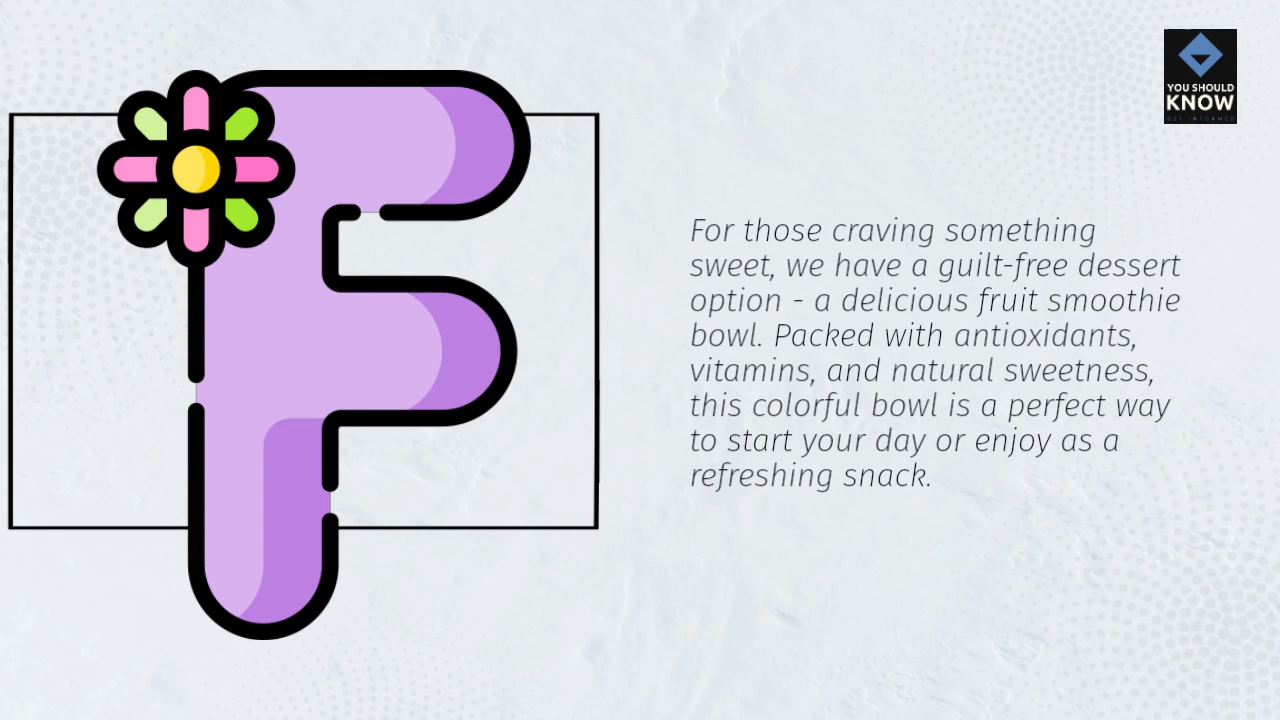 F
YOU SHOULD
KNOW
GET INFORMED
For those craving something
sweet, we have a guilt-free dessert
option - a delicious fruit smoothie
bowl. Packed with antioxidants,
vitamins, and natural sweetness,
this colorful bowl is a perfect way
to start your day or enjoy as a
refreshing snack.